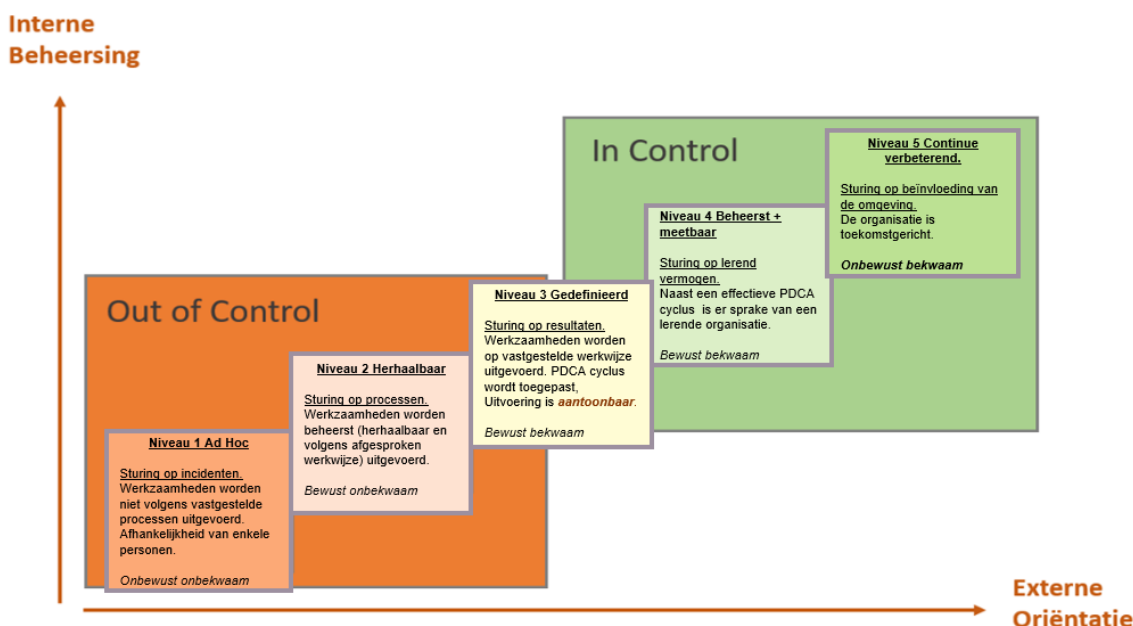 Interne
Beheersing
In Control
Niveau 5 Continue
verbeterend.
Sturing op beïnvloeding van
de omgeving.
De organisatie is
toekomstgericht.
Onbewust bekwaam
Niveau 4 Beheerst +
meetbaar
Sturing op lerend
vermogen.
Naast een effectieve PDCA
cyclus is er sprake van een
lerende organisatie.
Bewust bekwaam
Out of Control
Niveau 3 Gedefinieerd
Sturing op resultaten.
Werkzaamheden worden
op vastgestelde werkwijze
uitgevoerd. PDCA cyclus
wordt toegepast,
Uitvoering is aantoonbaar.
Bewust bekwaam
Niveau 2 Herhaalbaar
Sturing op processen.
Werkzaamheden worden
beheerst (herhaalbaar en
volgens afgesproken
werkwijze) uitgevoerd.
Bewust onbekwaam
Niveau 1 Ad Hoc
Sturing op incidenten.
Werkzaamheden worden
niet volgens vastgestelde
processen uitgevoerd.
Afhankelijkheid van enkele
personen.
Onbewust onbekwaam
Externe
Oriëntatie